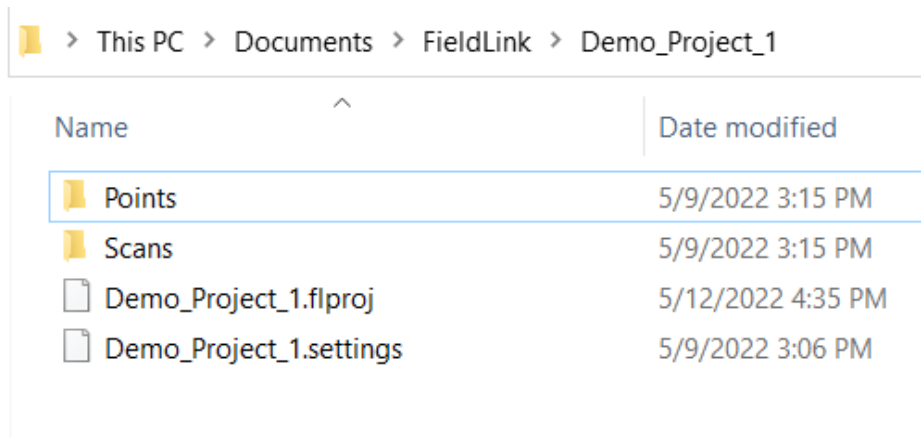 > This PC > Documents > FieldLink > Demo_Project_1
Name Date modified
Points 5/9/2022 3:15 PM
Scans 5/9/2022 3:15 PM
Demo_Project_1.flproj 5/12/2022 4:35 PM
Demo_Project_1.settings 5/9/2022 3:06 PM